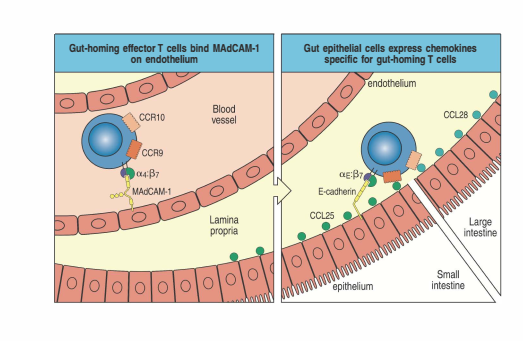 Gut-homing effector T cells bind MAdCAM-1
on endothelium
CCR10
CCR9
α4:β7
MAdCAM-1
Blood
vessel
Lamina
propria
Gut epithelial cells express chemokines
specific for gut-homing T cells
endothelium
CCL28
αE:β7
E-cadherin
CCL25
epithelium
Large
intestine
Small
intestine